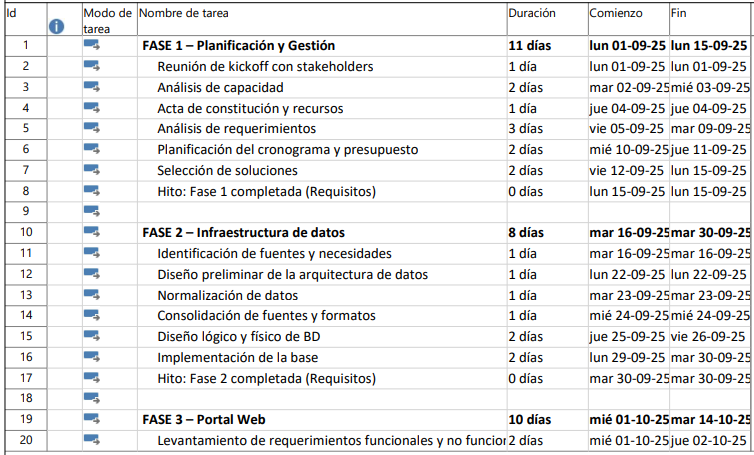 Id Modo de tarea Nombre de tarea Duración Comienzo Fin
1 FASE 1 – Planificación y Gestión 11 días lun 01-09-25 lun 15-09-25
2 Reunión de kickoff con stakeholders 1 día lun 01-09-25 lun 01-09-25
3 Análisis de capacidad 2 días mar 02-09-25 mié 03-09-25
4 Acta de constitución y recursos 1 día jue 04-09-25 jue 04-09-25
5 Análisis de requerimientos 3 días vie 05-09-25 mar 09-09-25
6 Planificación del cronograma y presupuesto 2 días mié 10-09-25 jue 11-09-25
7 Selección de soluciones 2 días vie 12-09-25 lun 15-09-25
8 Hito: Fase 1 completada (Requisitos) 0 días lun 15-09-25 lun 15-09-25
9
10 FASE 2 – Infraestructura de datos 8 días mar 16-09-25 mar 30-09-25
11 Identificación de fuentes y necesidades 1 día mar 16-09-25 mar 16-09-25
12 Diseño preliminar de la arquitectura de datos 1 día lun 22-09-25 lun 22-09-25
13 Normalización de datos 1 día mar 23-09-25 mar 23-09-25
14 Consolidación de fuentes y formatos 1 día mié 24-09-25 mié 24-09-25
15 Diseño lógico y físico de BD 2 días jue 25-09-25 vie 26-09-25
16 Implementación de la base 2 días lun 29-09-25 mar 30-09-25
17 Hito: Fase 2 completada (Requisitos) 0 días mar 30-09-25 mar 30-09-25
18
19 FASE 3 – Portal Web 10 días mié 01-10-25 mar 14-10-25
20 Levantamiento de requerimientos funcionales y no funcior 2 días mié 01-10-25 jue 02-10-25